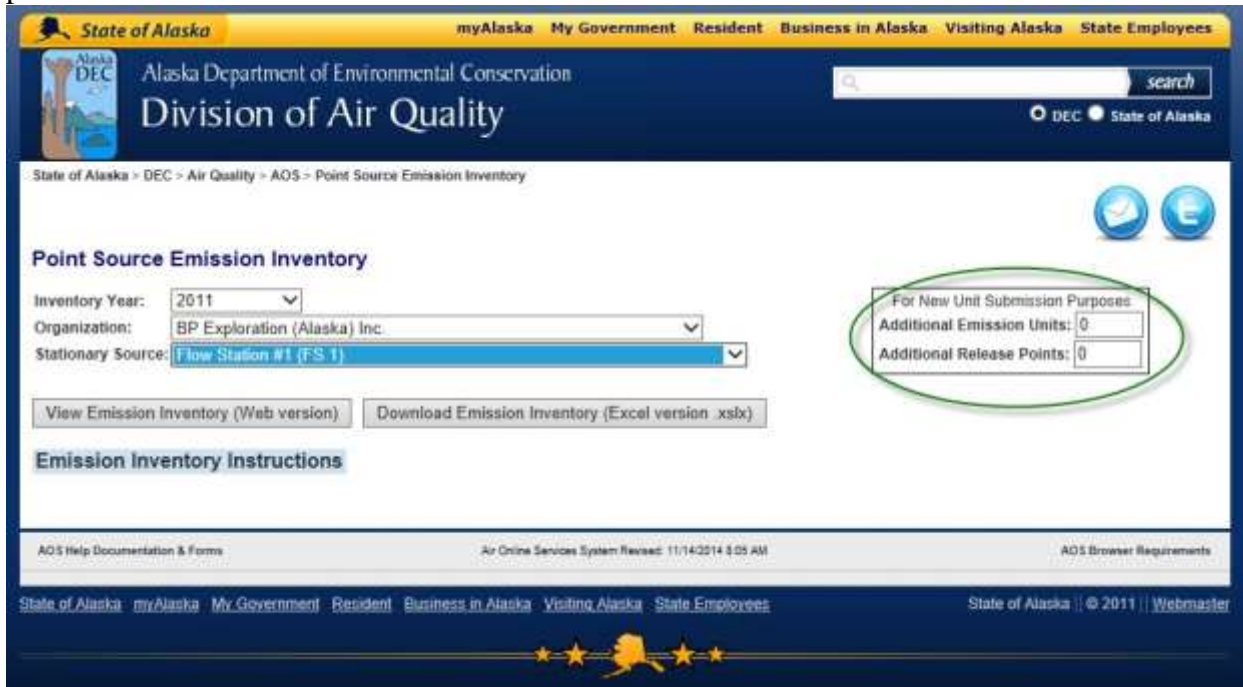 State of Alaska
myAlaska My Government Resident Business in Alaska Visiting Alaska State Employees
Alaska
DEC
Alaska Department of Environmental Conservation
Division of Air Quality
search
DEC State of Alaska
State of Alaska > DEC > Air Quality > AOS > Point Source Emission Inventory
Point Source Emission Inventory
Inventory Year: 2011
Organization: BP Exploration (Alaska) Inc.
Stationary Source: Flow Station #1 (FS 1)
For New Unit Submission Purposes
Additional Emission Units: 0
Additional Release Points: 0
View Emission Inventory (Web version) Download Emission Inventory (Excel version .xslx)
Emission Inventory Instructions
AOS Help Documentation & Forms Air Online Services System Revised: 11/14/2014 8:05 AM AOS Browser Requirements
State of Alaska myAlaska My Government Resident Business in Alaska Visiting Alaska State Employees State of Alaska || © 2011 || Webmaster